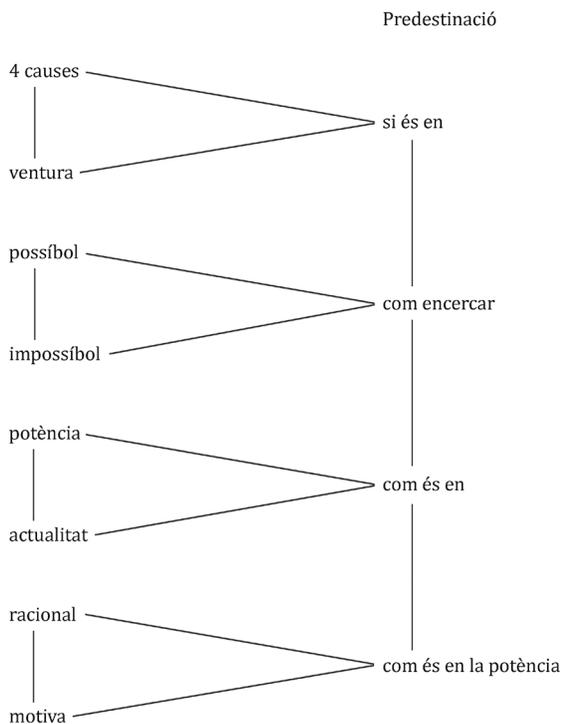 Predestinació
4 causes
si és en
ventura
possíbol
com encercar
impossíbol
potència
com és en
actualitat
racional
com és en la potència
motiva